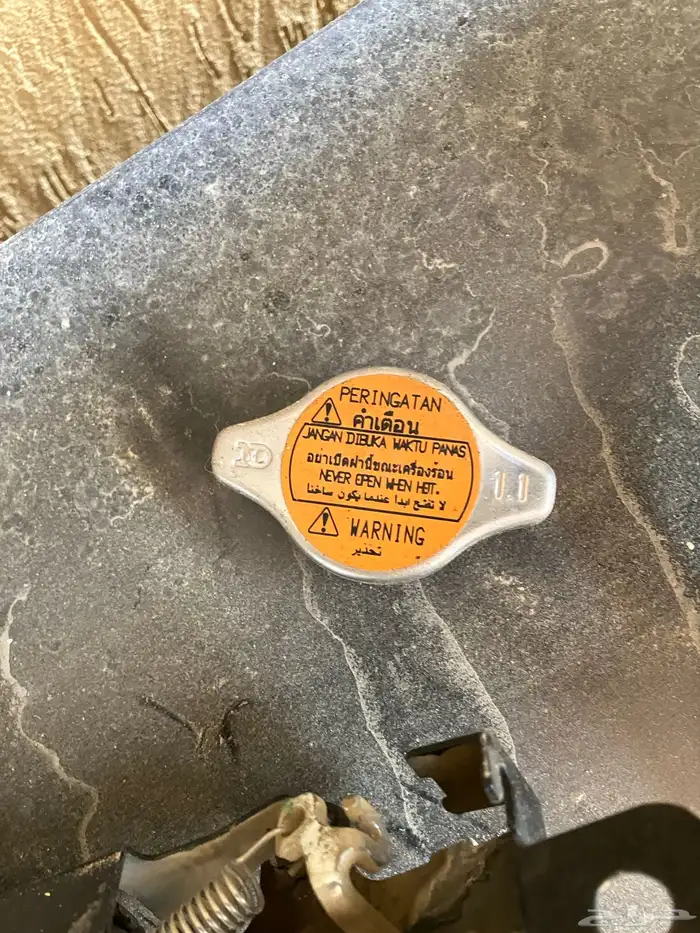 PERINGATAN
คำเตือน
JANGAN DIBUKA WAKTU PANAS
อย่าเปิดฝานี้ขณะเครื่องร้อน
NEVER OPEN WHEN HOT.
لا تفتح ابدا عندما يكون ساخنا
WARNING
تحذير
1.1
حراج